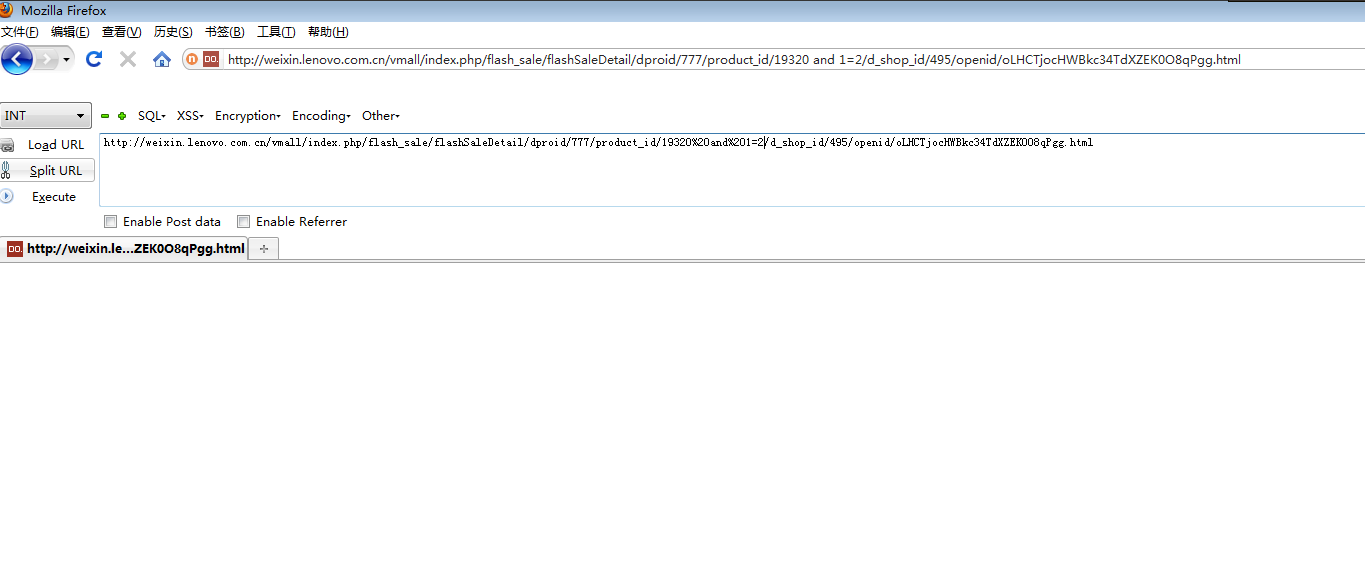 Mozilla Firefox
文件(F) 编辑(E) 查看(V) 历史(S) 书签(B) 工具(T) 帮助(H)
http://weixin.lenovo.com.cn/vmall/index.php/flash_sale/flashSaleDetail/dproid/777/product_id/19320 and 1=2/d_shop_id/495/openid/oLHCTjocHWBkc34TdXZEK0O8qPgg.html
INT SQL XSS Encryption Encoding Other
Load URL
http://weixin.lenovo.com.cn/vmall/index.php/flash_sale/flashSaleDetail/dproid/777/product_id/19320%20and%201=2/d_shop_id/495/openid/oLHCTjocHWBkc34TdXZEK0O8qPgg.html
Split URL
Execute
Enable Post data Enable Referrer
DO. http://weixin.le...ZEK0O8qPgg.html